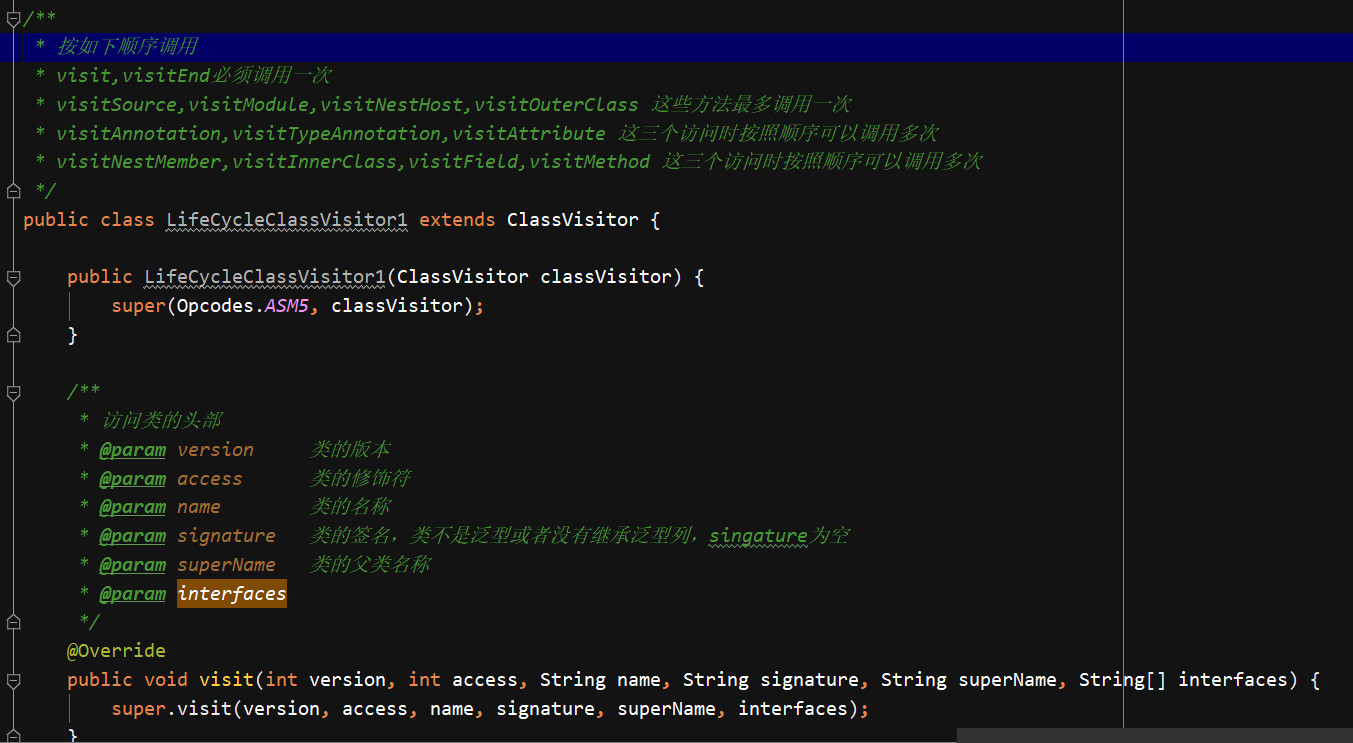 /**
 * 按如下顺序调用
 * visit,visitEnd必须调用一次
 * visitSource,visitModule,visitNestHost,visitOuterClass 这些方法最多调用一次
 * visitAnnotation,visitTypeAnnotation,visitAttribute 这三个访问时按照顺序可以调用多次
 * visitNestMember,visitInnerClass,visitField,visitMethod 这三个访问时按照顺序可以调用多次
 */
public class LifeCycleClassVisitor1 extends ClassVisitor {
    public LifeCycleClassVisitor1(ClassVisitor classVisitor) {
        super(Opcodes.ASM5, classVisitor);
    }
    /**
     * 访问类的头部
     * @param version     类的版本
     * @param access      类的修饰符
     * @param name        类的名称
     * @param signature   类的签名，类不是泛型或者没有继承泛型列，singature为空
     * @param superName   类的父类名称
     * @param interfaces
     */
    @Override
    public void visit(int version, int access, String name, String signature, String superName, String[] interfaces) {
        super.visit(version, access, name, signature, superName, interfaces);
    }